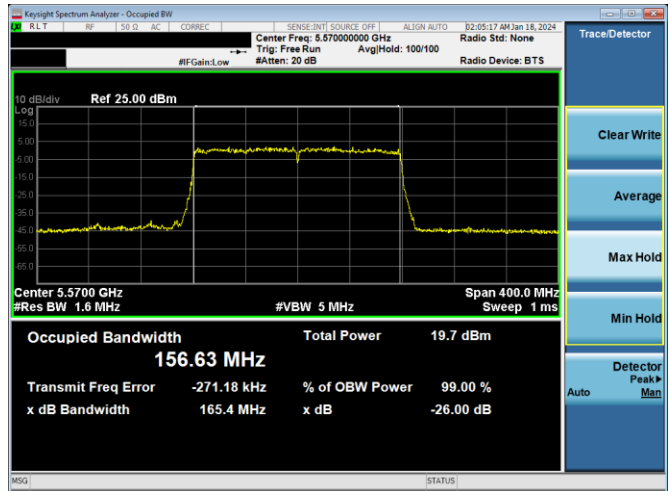 Keysight Spectrum Analyzer - Occupied BW
RLT RF 50 Ω AC CORREC SENSE:INT SOURCE OFF ALIGN AUTO 02:05:17 AM Jan 18, 2024
Center Freq: 5.570000000 GHz Radio Std: None
Trig: Free Run Avg|Hold: 100/100
#IFGain:Low #Atten: 20 dB Radio Device: BTS
Trace/Detector
10 dB/div Ref 25.00 dBm
Log
15.0
5.00
-5.00
-15.0
-25.0
-35.0
-45.0
-55.0
-65.0
Center 5.5700 GHz Span 400.0 MHz
#Res BW 1.6 MHz #VBW 5 MHz Sweep 1 ms
Occupied Bandwidth Total Power 19.7 dBm
156.63 MHz
Transmit Freq Error -271.18 kHz % of OBW Power 99.00 %
x dB Bandwidth 165.4 MHz x dB -26.00 dB
Clear Write
Average
Max Hold
Min Hold
Detector
Peak▶
Auto Man
MSG STATUS